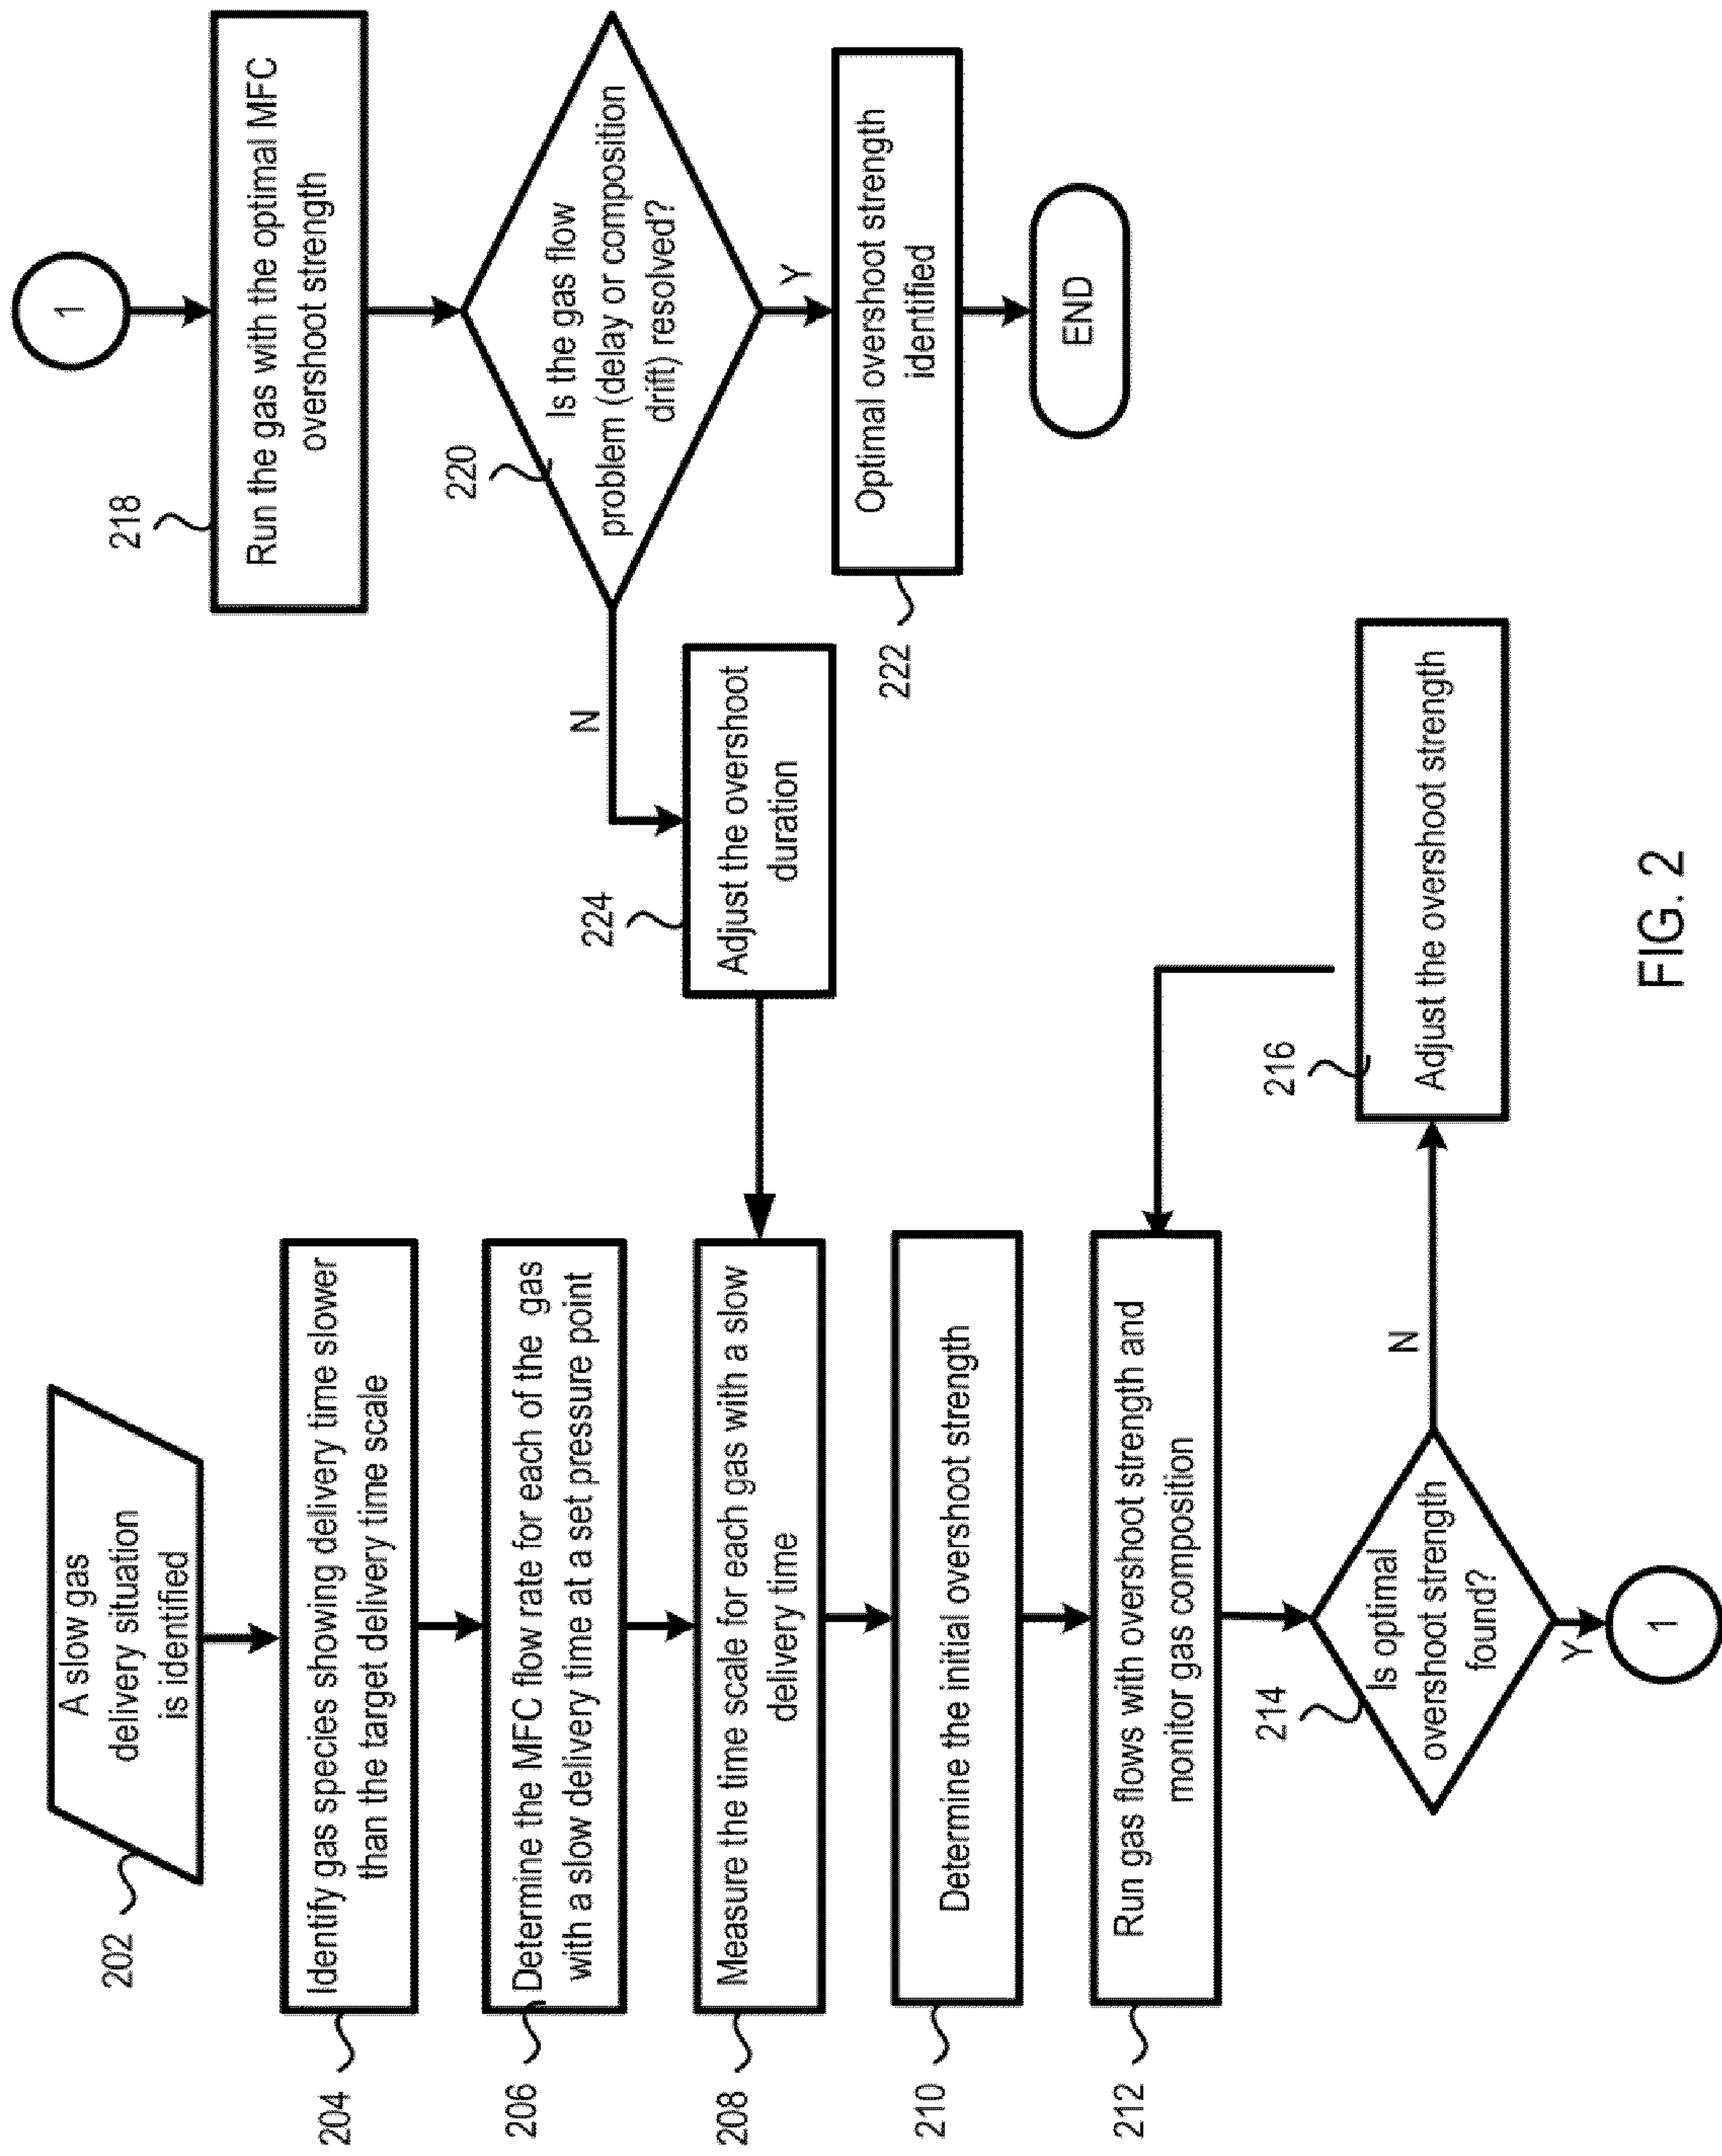 A slow gas
delivery situation
is identified
202
Identify gas species showing delivery time slower
than the target delivery time scale
204
Determine the MFC flow rate for each of the gas
with a slow delivery time at a set pressure point
206
Measure the time scale for each gas with a slow
delivery time
208
Determine the initial overshoot strength
210
Run gas flows with overshoot strength and
monitor gas composition
212
Is optimal
overshoot strength
found?
214
N
Y
1
Adjust the overshoot strength
216
1
Run the gas with the optimal MFC
overshoot strength
218
Is the gas flow
problem (delay or composition
drift) resolved?
220
N
Y
Adjust the overshoot
duration
224
Optimal overshoot strength
identified
222
END
FIG. 2